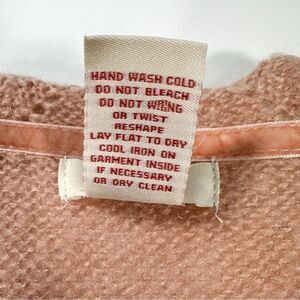 HAND WASH COLD
DO NOT BLEACH
DO NOT WRING
OR TWIST
RESHAPE
LAY FLAT TO DRY
COOL IRON ON
GARMENT INSIDE
IF NECESSARY
OR DRY CLEAN